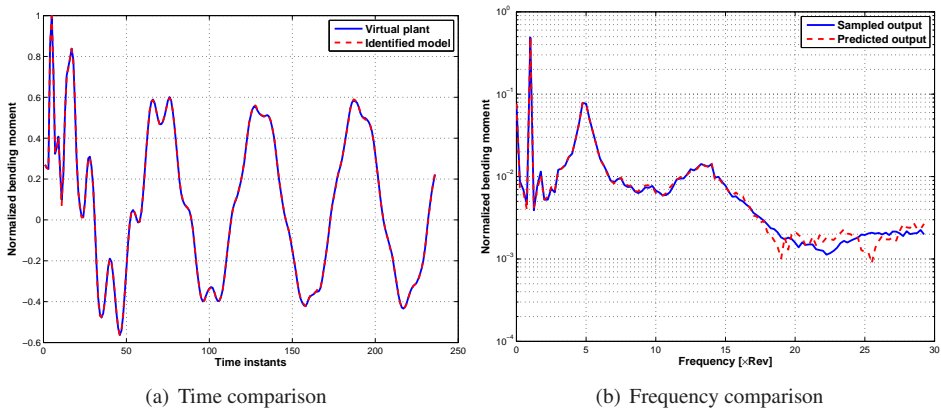 Virtual plant
Identified model
Normalized bending moment
1
0.8
0.6
0.4
0.2
0
−0.2
−0.4
−0.6
0
50
100
150
200
250
Time instants
(a) Time comparison
Sampled output
Predicted output
Normalized bending moment
10^0
10^−1
10^−2
10^−3
10^−4
0
5
10
15
20
25
30
Frequency [×Rev]
(b) Frequency comparison